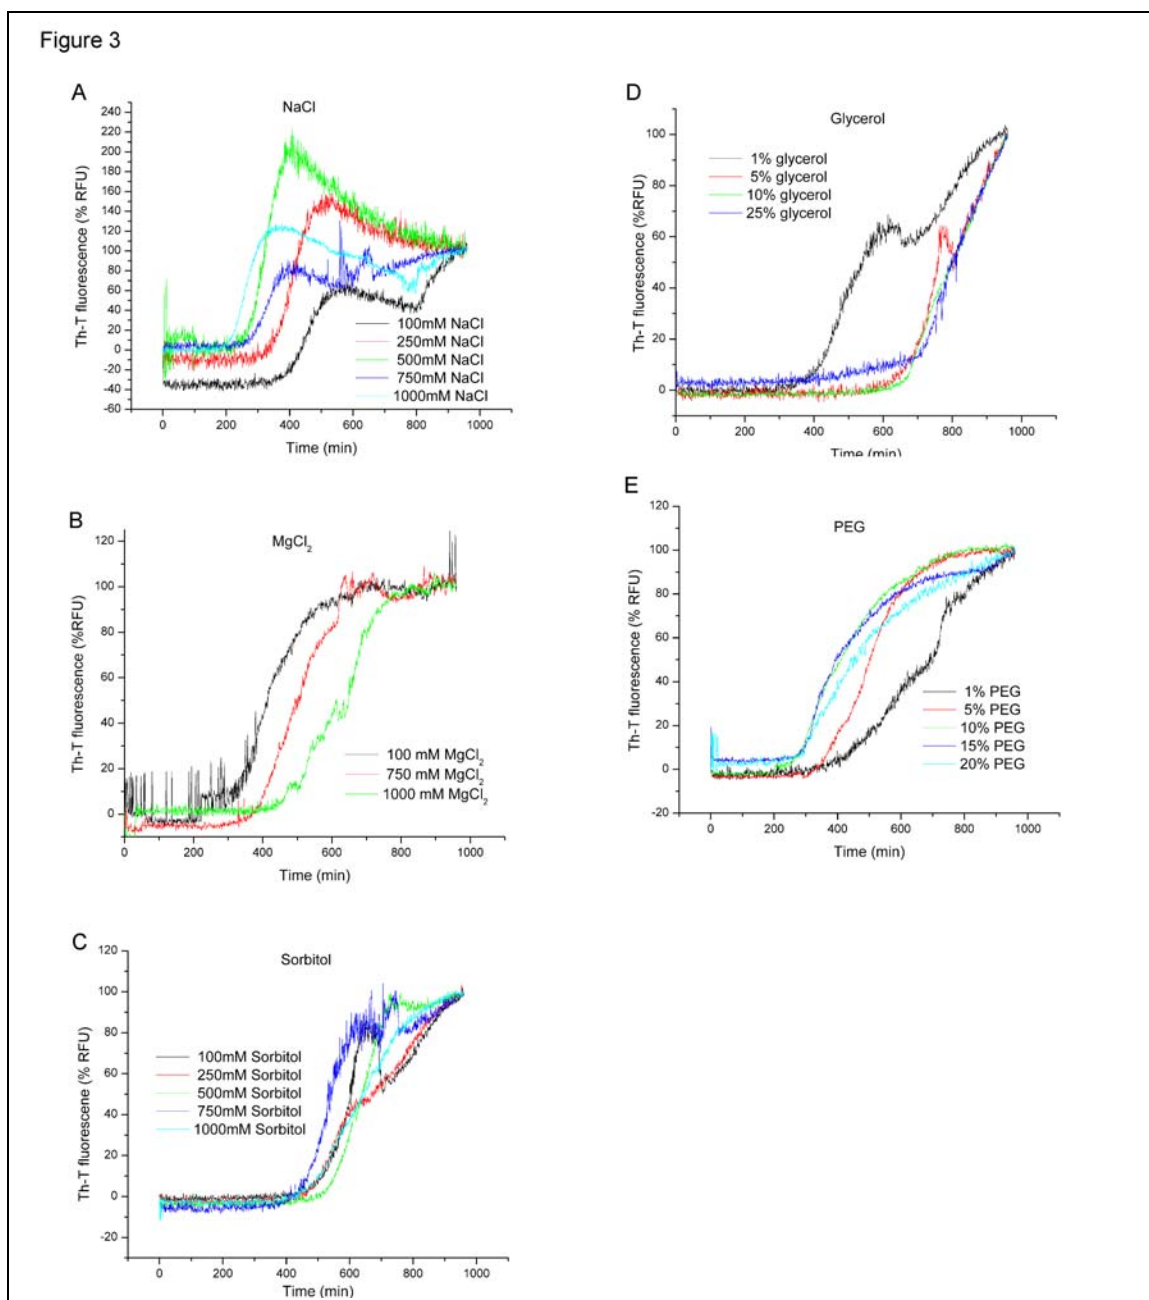 Figure 3
A
NaCl
Th-T fluorescence (% RFU)
240
220
200
180
160
140
120
100
80
60
40
20
0
-20
-40
-60
100mM NaCl
250mM NaCl
500mM NaCl
750mM NaCl
1000mM NaCl
0 200 400 600 800 1000
Time (min)
D
Glycerol
Th-T fluorescence (%RFU)
100
80
60
40
20
0
1% glycerol
5% glycerol
10% glycerol
25% glycerol
0 200 400 600 800 1000
Time (min)
B
MgCl₂
Th-T fluorescence (%RFU)
120
100
80
60
40
20
0
100 mM MgCl₂
750 mM MgCl₂
1000 mM MgCl₂
0 200 400 600 800 1000
Time (min)
E
PEG
Th-T fluorescence (% RFU)
120
100
80
60
40
20
0
-20
1% PEG
5% PEG
10% PEG
15% PEG
20% PEG
0 200 400 600 800 1000
Time (min)
C
Sorbitol
Th-T fluorescene (% RFU)
120
100
80
60
40
20
0
-20
100mM Sorbitol
250mM Sorbitol
500mM Sorbitol
750mM Sorbitol
1000mM Sorbitol
0 200 400 600 800 1000
Time (min)